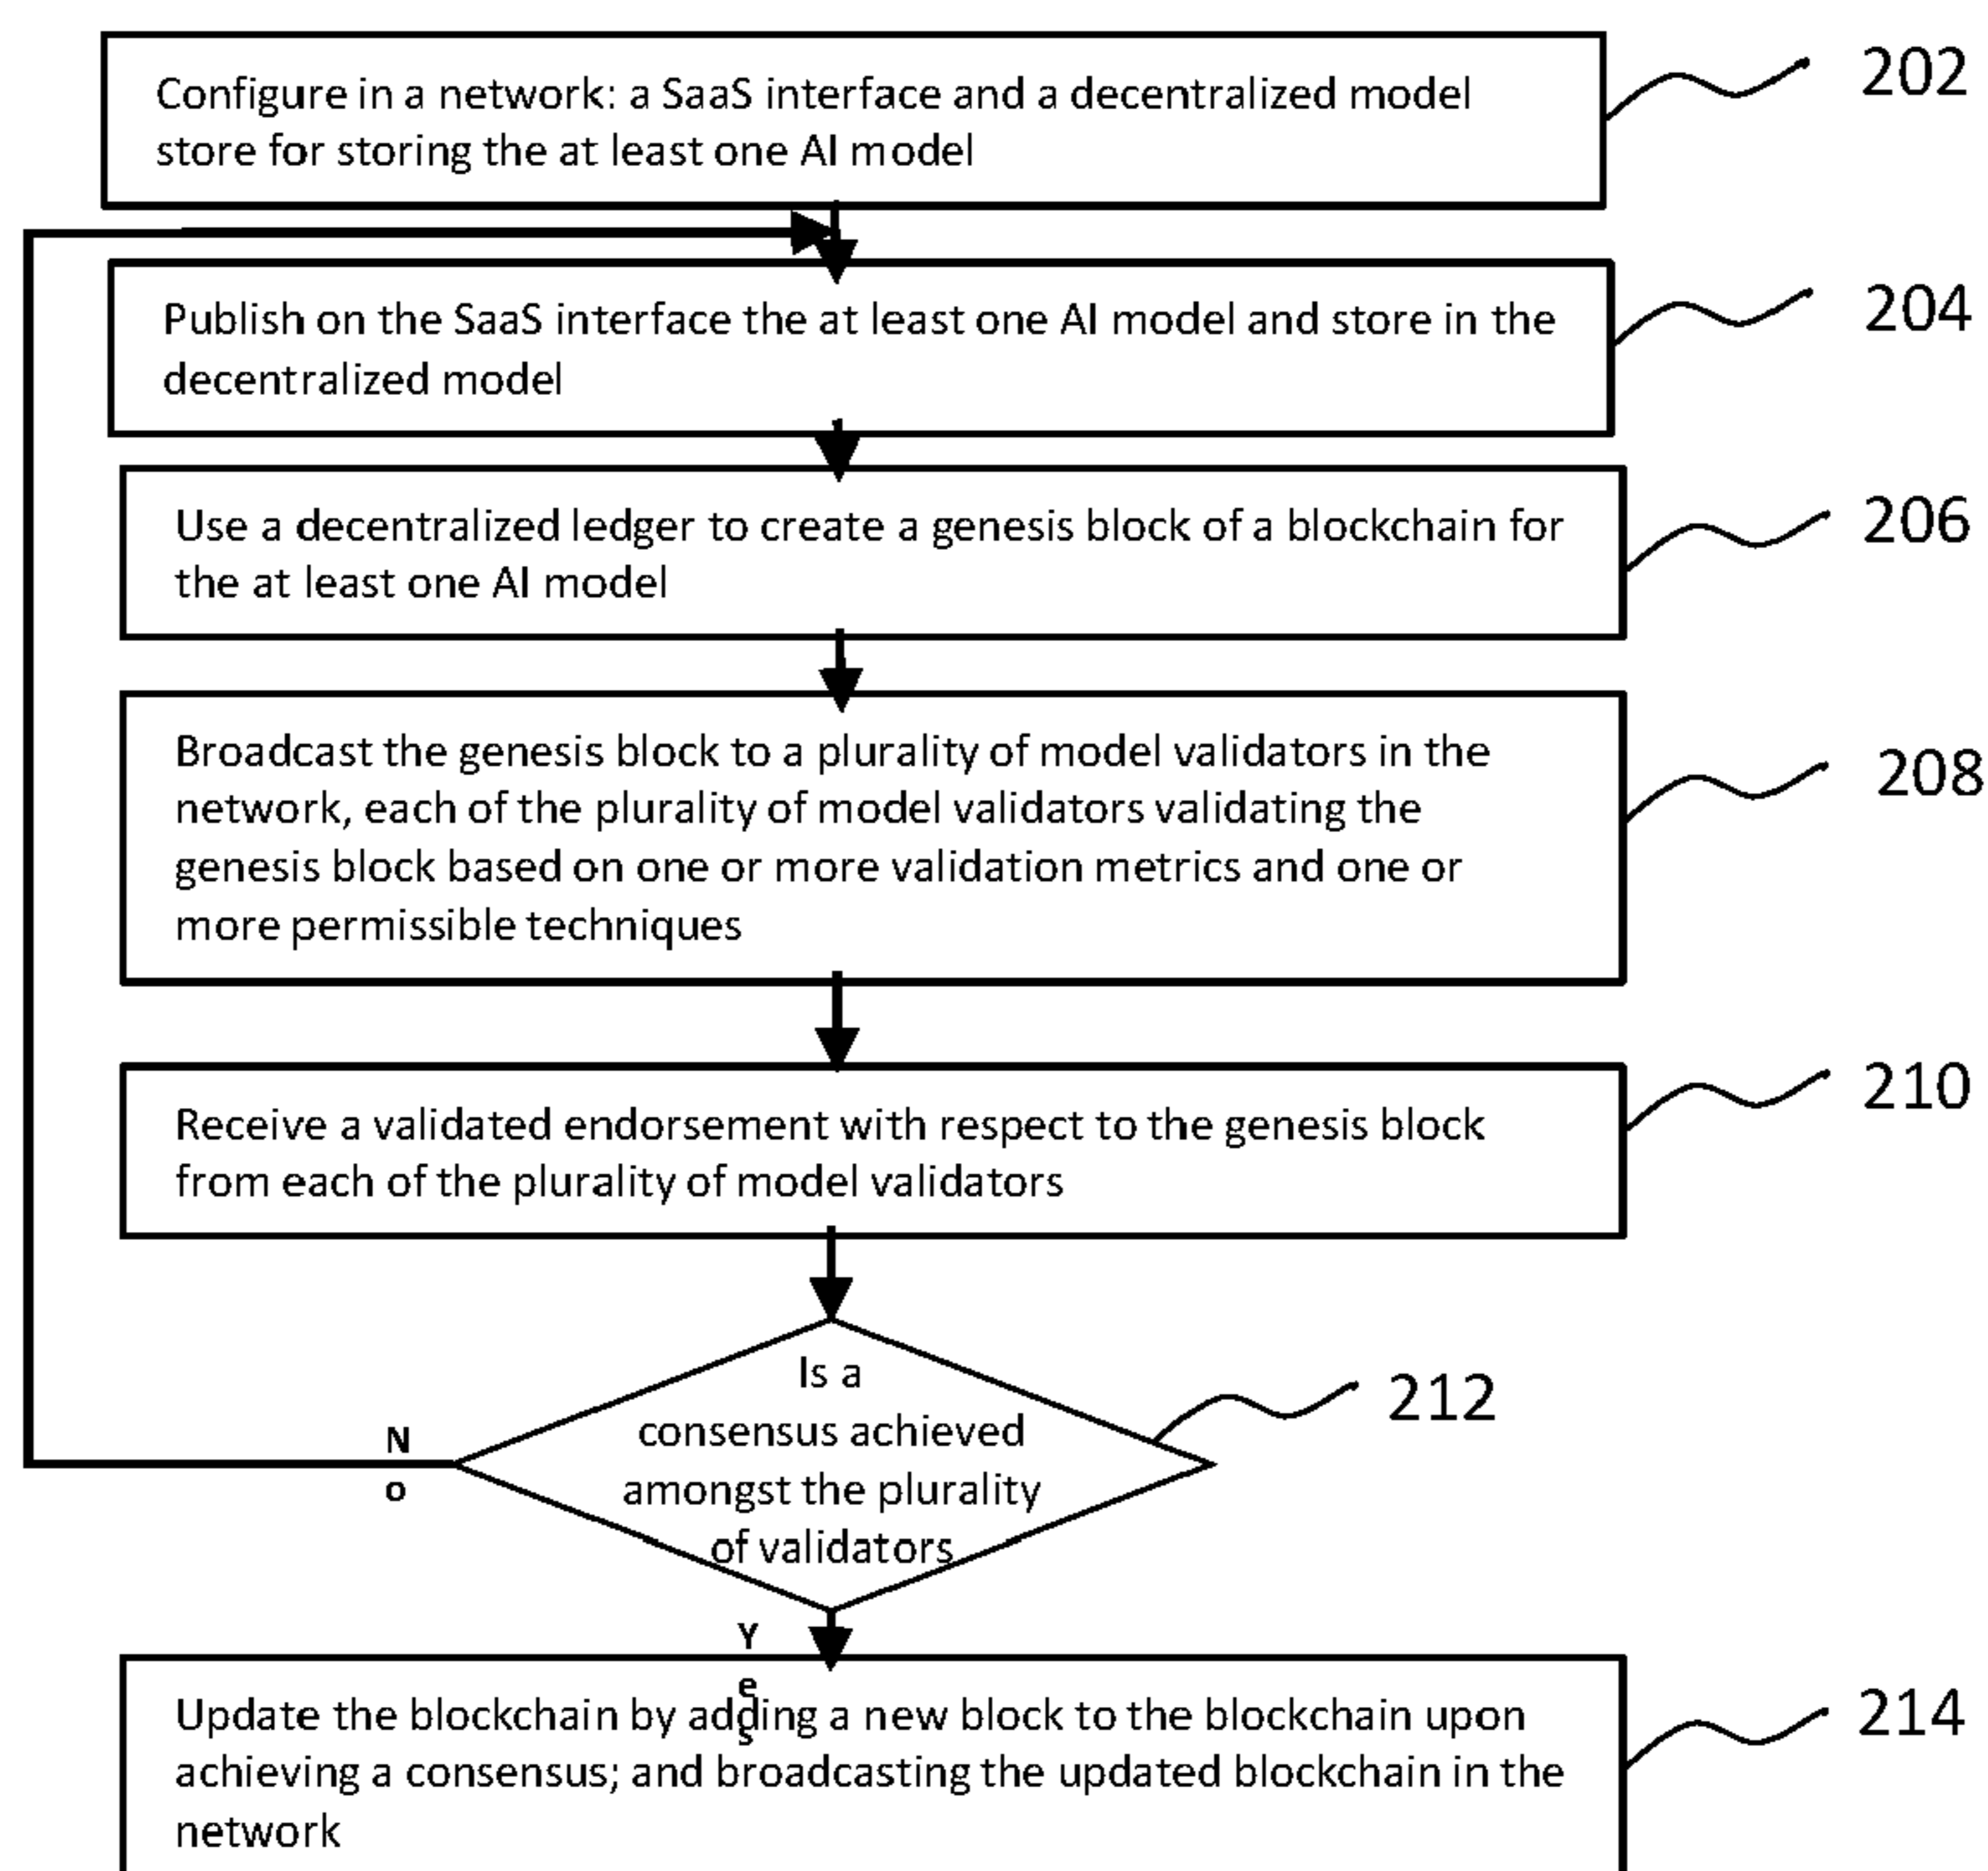 Configure in a network: a SaaS interface and a decentralized model
store for storing the at least one AI model
202
Publish on the SaaS interface the at least one AI model and store in the
decentralized model
204
Use a decentralized ledger to create a genesis block of a blockchain for
the at least one AI model
206
Broadcast the genesis block to a plurality of model validators in the
network, each of the plurality of model validators validating the
genesis block based on one or more validation metrics and one or
more permissible techniques
208
Receive a validated endorsement with respect to the genesis block
from each of the plurality of model validators
210
Is a
consensus achieved
amongst the plurality
of validators
212
No
Yes
Update the blockchain by adding a new block to the blockchain upon
achieving a consensus; and broadcasting the updated blockchain in the
network
214